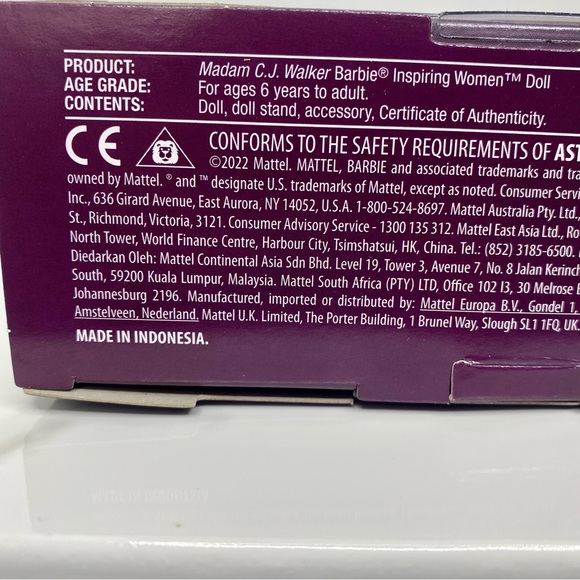 PRODUCT: Madam C.J. Walker Barbie® Inspiring Women™ Doll
AGE GRADE: For ages 6 years to adult.
CONTENTS: Doll, doll stand, accessory, Certificate of Authenticity.
CE CONFORMS TO THE SAFETY REQUIREMENTS OF
©2022 Mattel. MATTEL, BARBIE and associated trademarks and
owned by Mattel. ® and ™ designate U.S. trademarks of Mattel, except as noted. Consumer
Inc., 636 Girard Avenue, East Aurora, NY 14052, U.S.A. 1-800-524-8697. Mattel Australia Pty. Ltd.,
St., Richmond, Victoria, 3121. Consumer Advisory Service - 1300 135 312. Mattel East Asia Ltd.,
North Tower, World Finance Centre, Harbour City, Tsimshatsui, HK, China. Tel.: (852) 3185-6500.
Diedarkan Oleh: Mattel Continental Asia Sdn Bhd. Level 19, Tower 3, Avenue 7, No. 8 Jalan
South, 59200 Kuala Lumpur, Malaysia. Mattel South Africa (PTY) LTD, Office 102 I3, 30 Melrose
Johannesburg 2196. Manufactured, imported or distributed by: Mattel Europa B.V., Gondel 1,
Amstelveen, Nederland. Mattel U.K. Limited, The Porter Building, 1 Brunel Way, Slough SL1 1FQ, UK.
MADE IN INDONESIA.